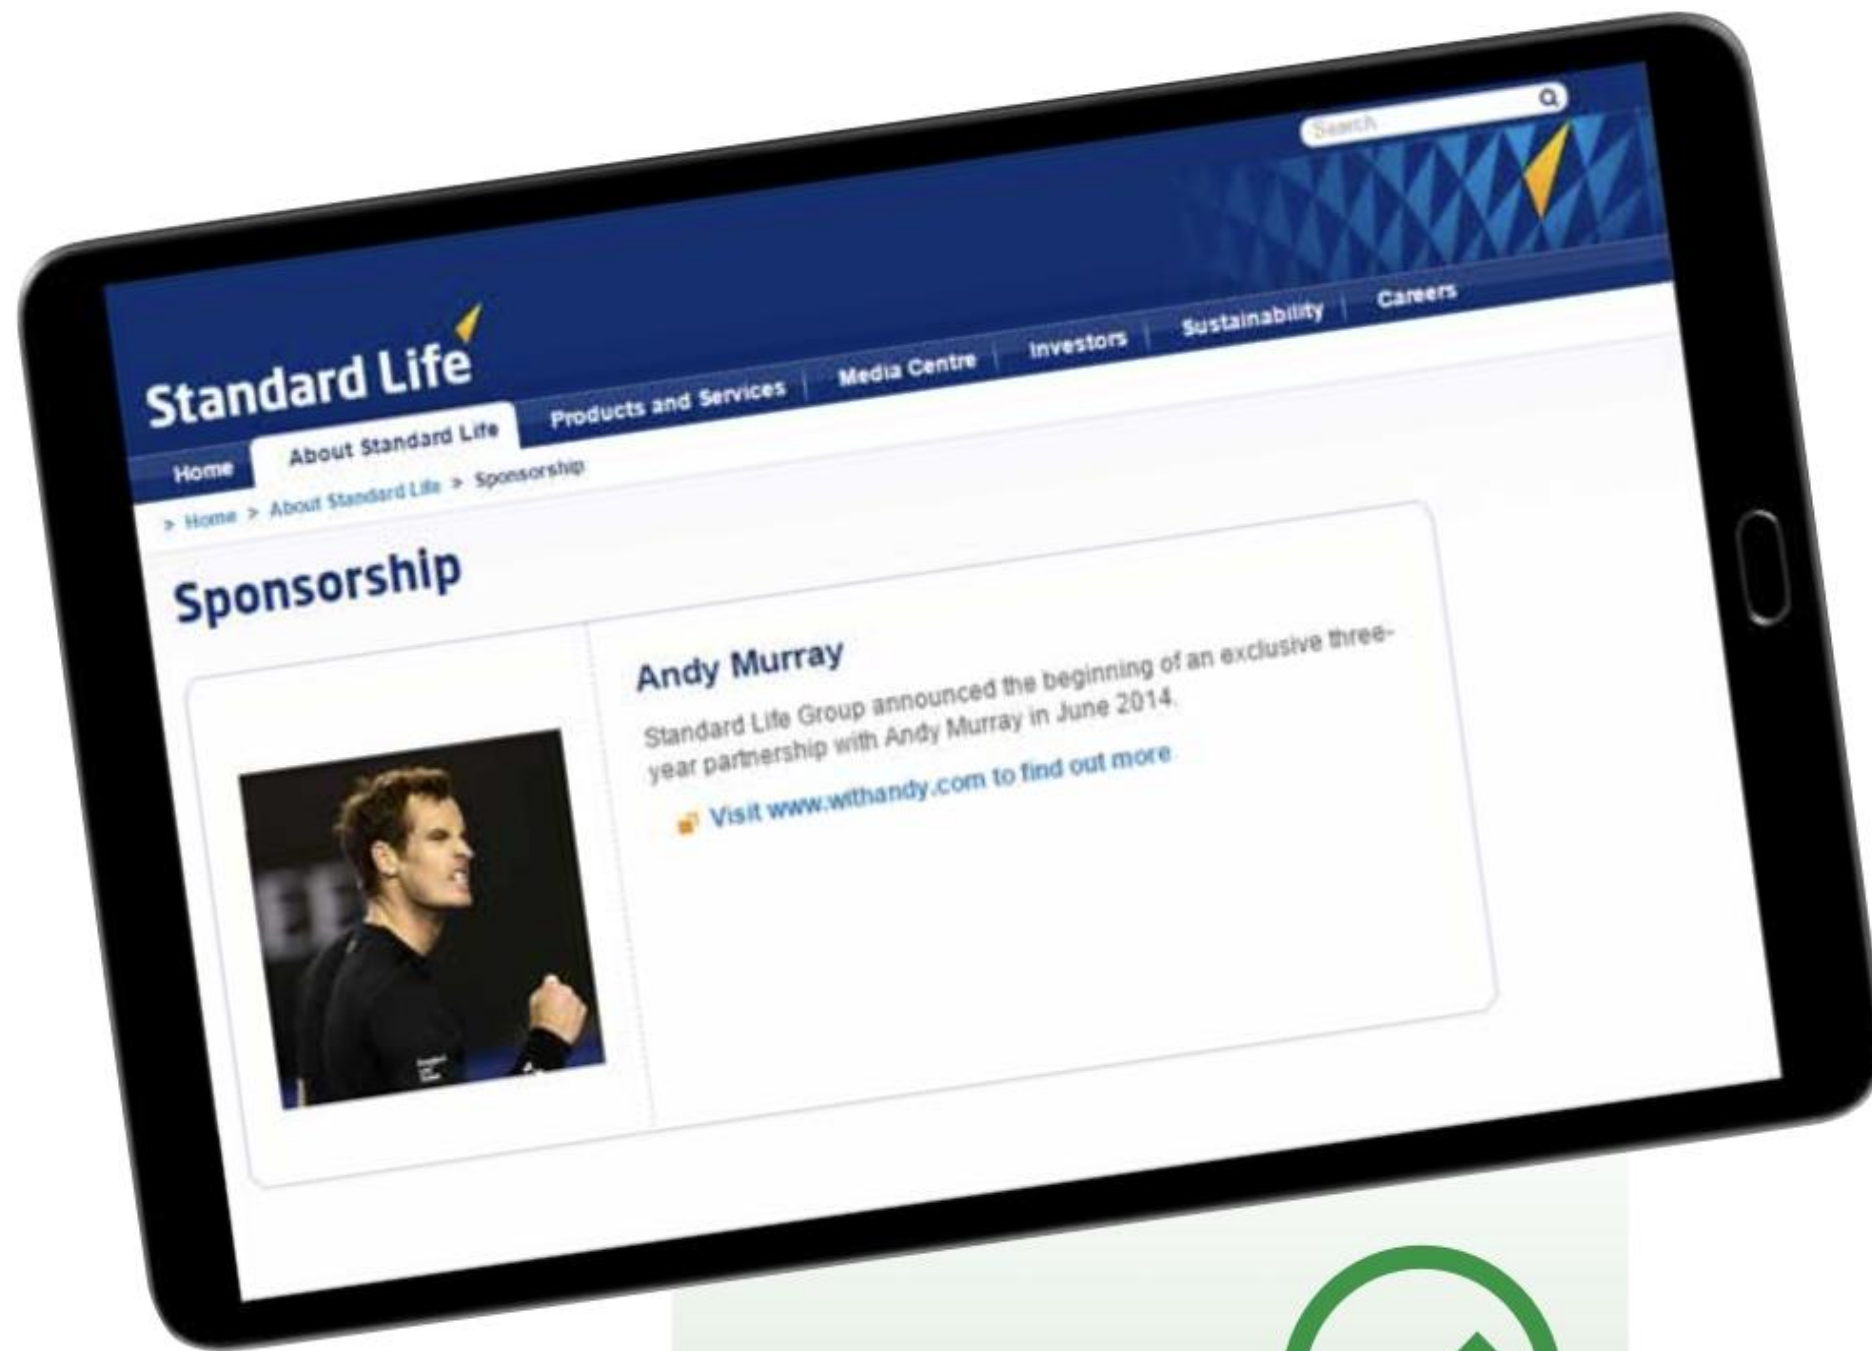 Search
Standard Life
Home
About Standard Life
Products and Services
Media Centre
Investors
Sustainability
Careers
> Home > About Standard Life > Sponsorship
Sponsorship
Andy Murray
Standard Life Group announced the beginning of an exclusive three-
year partnership with Andy Murray in June 2014.
Visit www.withandy.com to find out more
EE